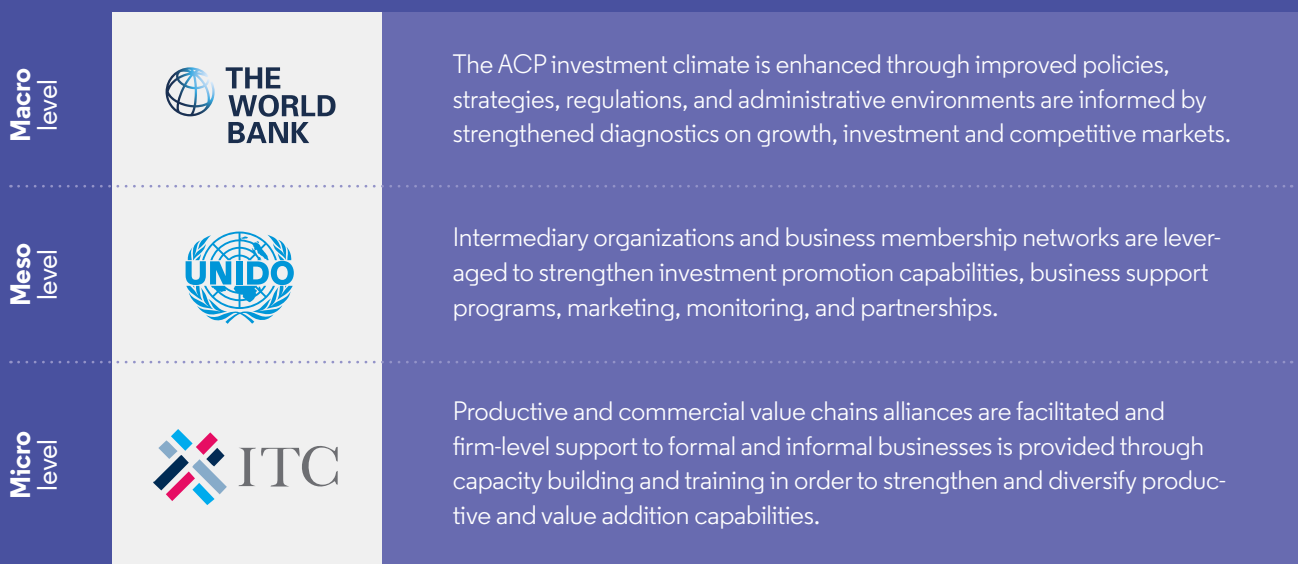 Macro
level
THE
WORLD
BANK
The ACP investment climate is enhanced through improved policies,
strategies, regulations, and administrative environments are informed by
strengthened diagnostics on growth, investment and competitive markets.
Meso
level
UNIDO
Intermediary organizations and business membership networks are lever-
aged to strengthen investment promotion capabilities, business support
programs, marketing, monitoring, and partnerships.
Micro
level
ITC
Productive and commercial value chains alliances are facilitated and
firm-level support to formal and informal businesses is provided through
capacity building and training in order to strengthen and diversify produc-
tive and value addition capabilities.